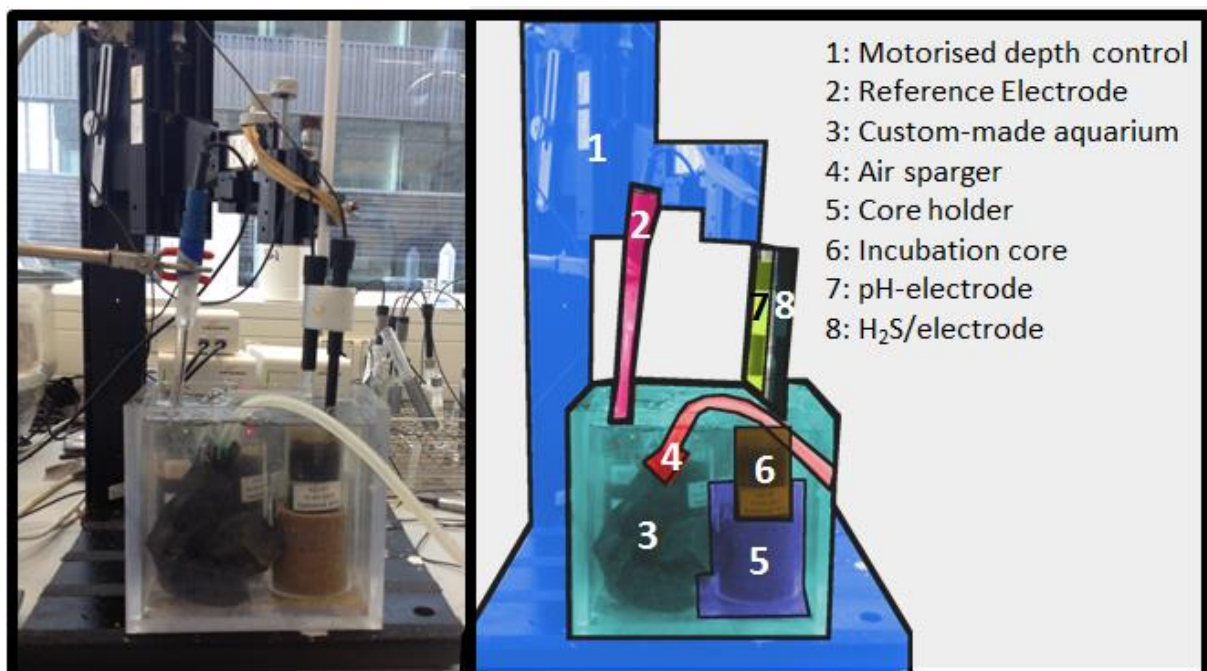 1: Motorised depth control
2: Reference Electrode
3: Custom-made aquarium
4: Air sparger
5: Core holder
6: Incubation core
7: pH-electrode
8: H₂S/electrode
1
2
7
8
4
6
3
5